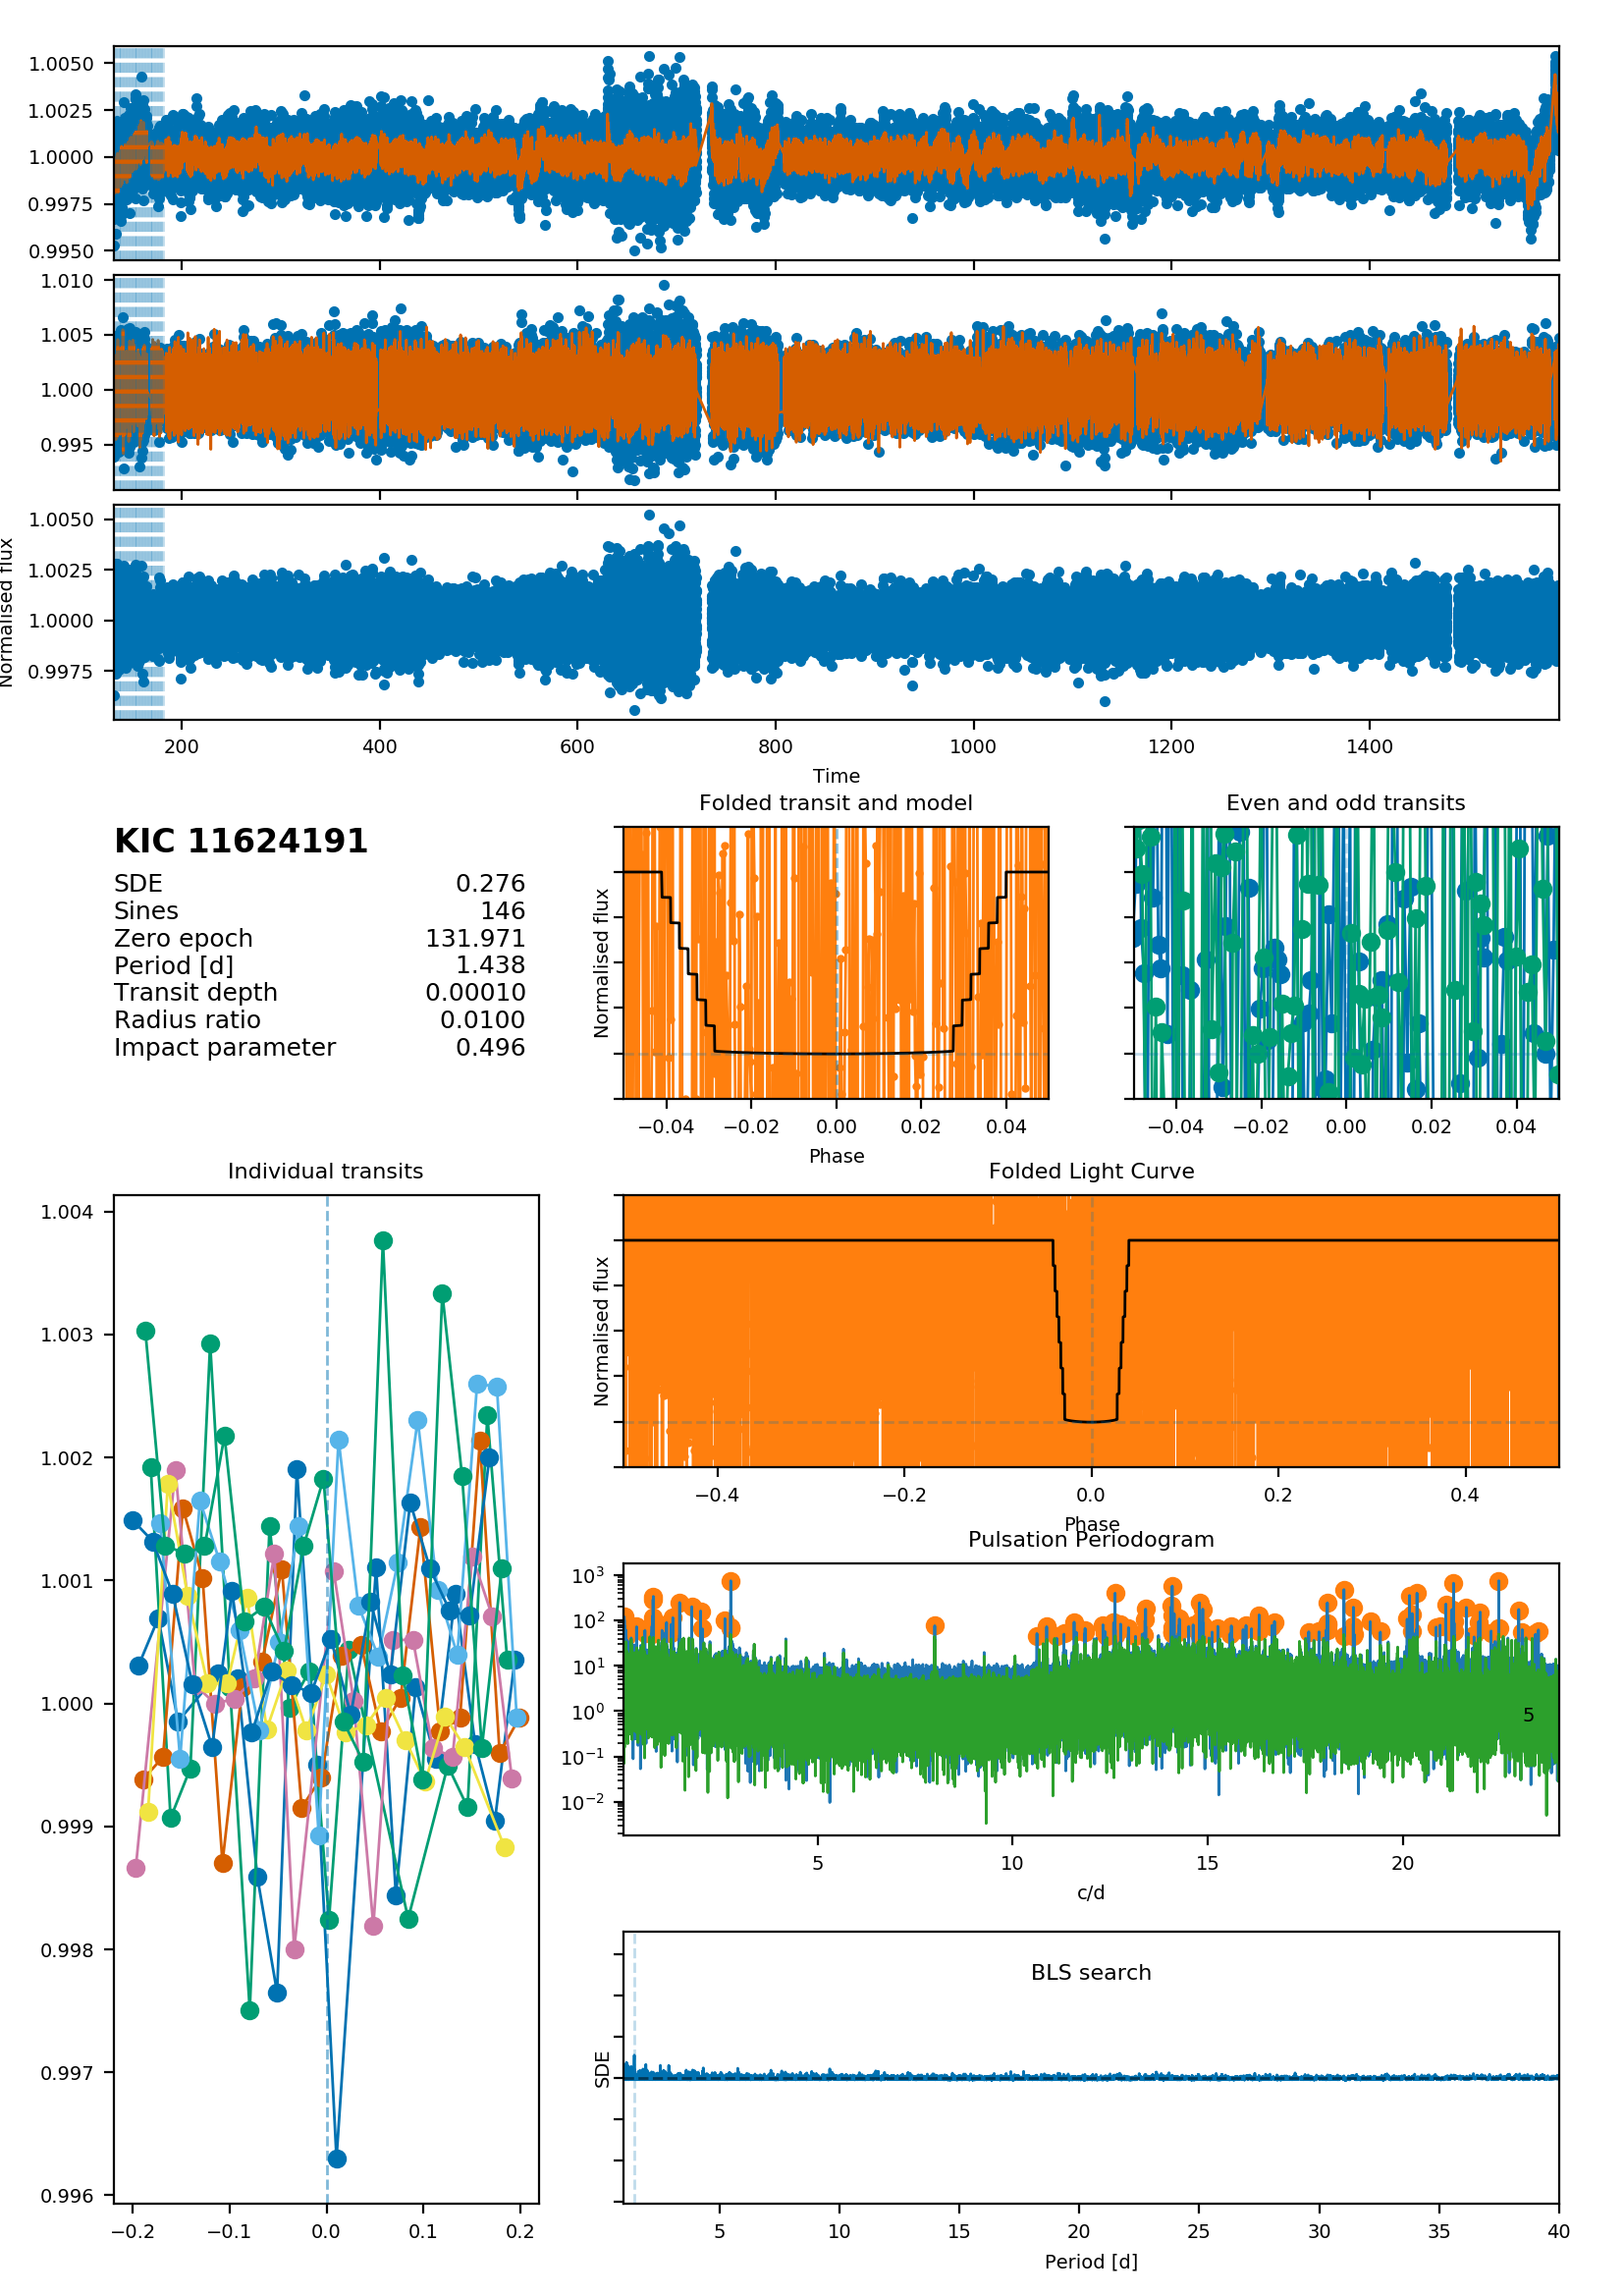 1.0050
1.0025
1.0000
0.9975
0.9950
1.010
1.005
1.000
0.995
1.0050
1.0025
1.0000
0.9975
Normalised flux
200 400 600 800 1000 1200 1400
Time
KIC 11624191
SDE 0.276
Sines 146
Zero epoch 131.971
Period [d] 1.438
Transit depth 0.00010
Radius ratio 0.0100
Impact parameter 0.496
Folded transit and model
Normalised flux
−0.04 −0.02 0.00 0.02 0.04
Phase
Even and odd transits
−0.04 −0.02 0.00 0.02 0.04
Individual transits
1.004
1.003
1.002
1.001
1.000
0.999
0.998
0.997
0.996
−0.2 −0.1 0.0 0.1 0.2
Folded Light Curve
Normalised flux
−0.4 −0.2 0.0 0.2 0.4
Phase
Pulsation Periodogram
10³
10²
10¹
10⁰
10⁻¹
10⁻²
5
5 10 15 20
c/d
BLS search
SDE
5 10 15 20 25 30 35 40
Period [d]